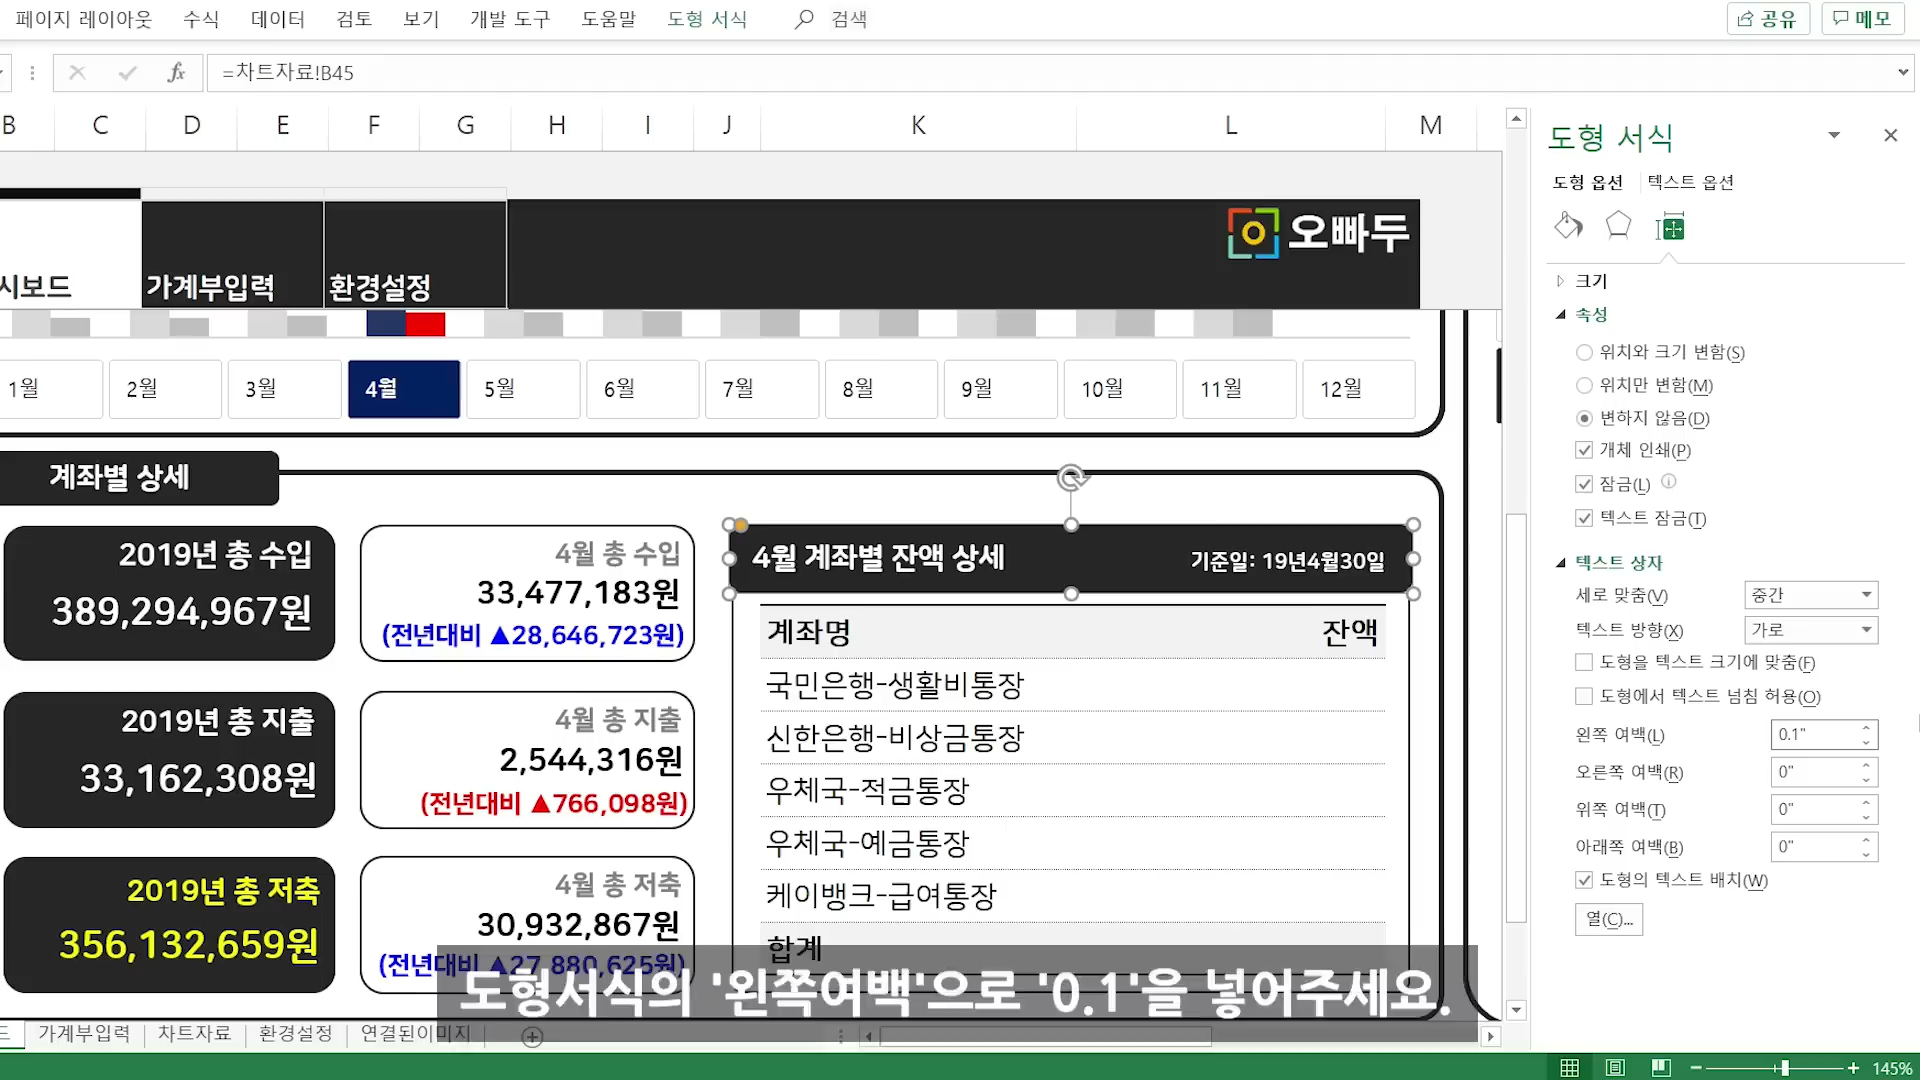 페이지 레이아웃 수식 데이터 검토 보기 개발 도구 도움말 도형 서식 검색 공유 메모
fx =차트자료!B45
B C D E F G H I J K L M
시보드 가계부입력 환경설정 오빠두
1월 2월 3월 4월 5월 6월 7월 8월 9월 10월 11월 12월
계좌별 상세
2019년 총 수입
389,294,967원
4월 총 수입
33,477,183원
(전년대비 ▲28,646,723원)
2019년 총 지출
33,162,308원
4월 총 지출
2,544,316원
(전년대비 ▲766,098원)
2019년 총 저축
356,132,659원
4월 총 저축
30,932,867원
(전년대비 ▲27,880,625원)
4월 계좌별 잔액 상세 기준일: 19년4월30일
계좌명 잔액
국민은행-생활비통장
신한은행-비상금통장
우체국-적금통장
우체국-예금통장
케이뱅크-급여통장
합계
도형서식의 '왼쪽여백'으로 '0.1'을 넣어주세요.
드 가계부입력 차트자료 환경설정 연결된이미지
도형 서식
도형 옵션 텍스트 옵션
크기
속성
위치와 크기 변함(S)
위치만 변함(M)
변하지 않음(D)
개체 인쇄(P)
잠금(L)
텍스트 잠금(T)
텍스트 상자
세로 맞춤(V) 중간
텍스트 방향(X) 가로
도형을 텍스트 크기에 맞춤(F)
도형에서 텍스트 넘침 허용(O)
왼쪽 여백(L) 0.1"
오른쪽 여백(R) 0"
위쪽 여백(T) 0"
아래쪽 여백(B) 0"
도형의 텍스트 배치(W)
열(C)...
145%